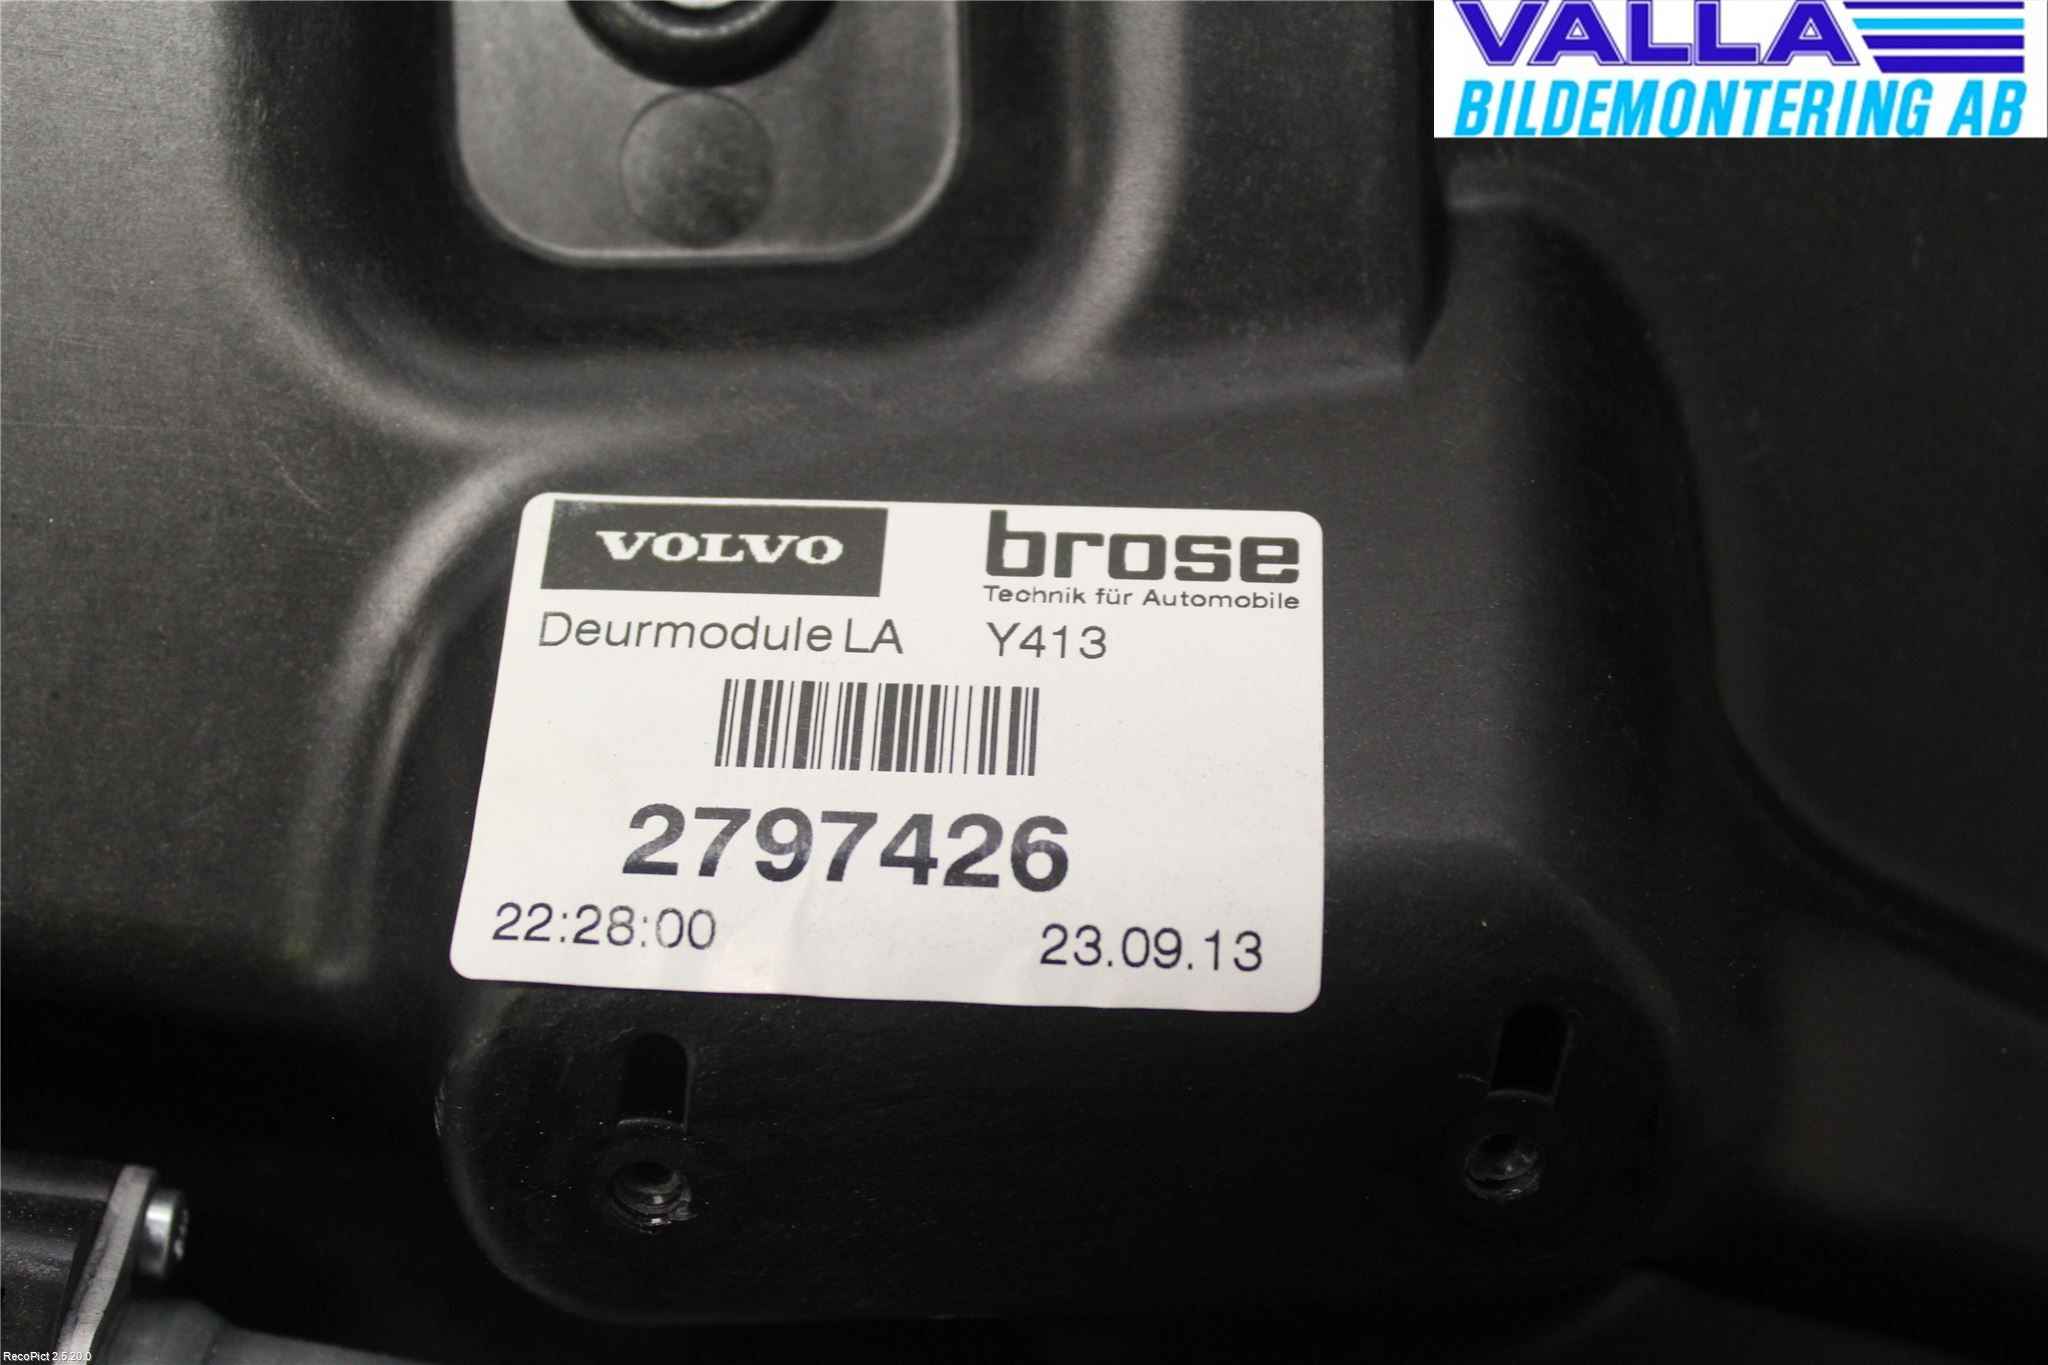 VALLA
BILDEMONTERING AB
VOLVO
brose
Technik für Automobile
Deurmodule LA Y413
2797426
22:28:00 23.09.13
RecoPict 2.5.20.0